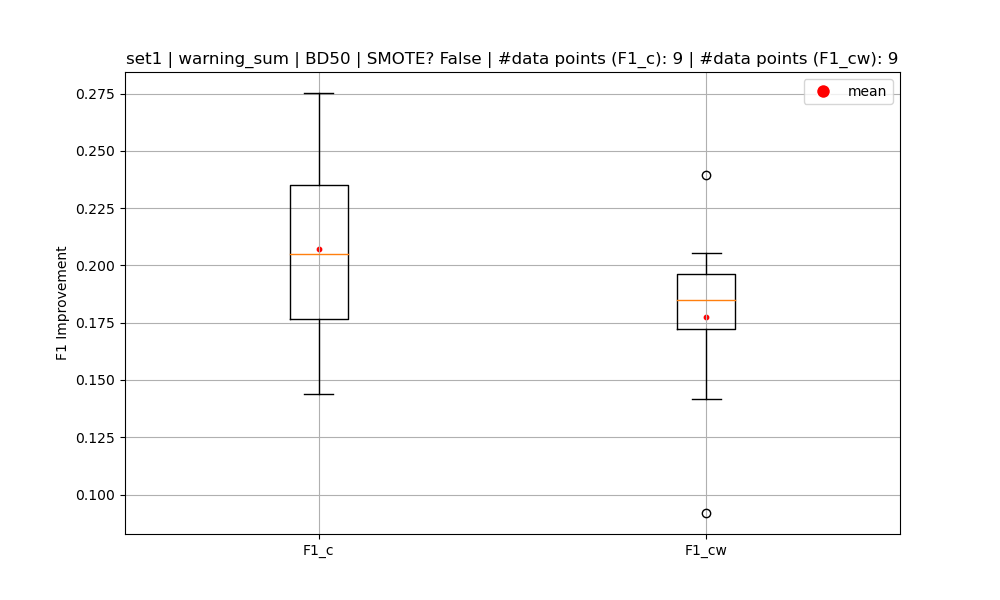 set1 | warning_sum | BD50 | SMOTE? False | #data points (F1_c): 9 | #data points (F1_cw): 9
mean
0.275
0.250
0.225
0.200
0.175
0.150
0.125
0.100
F1 Improvement
F1_c
F1_cw